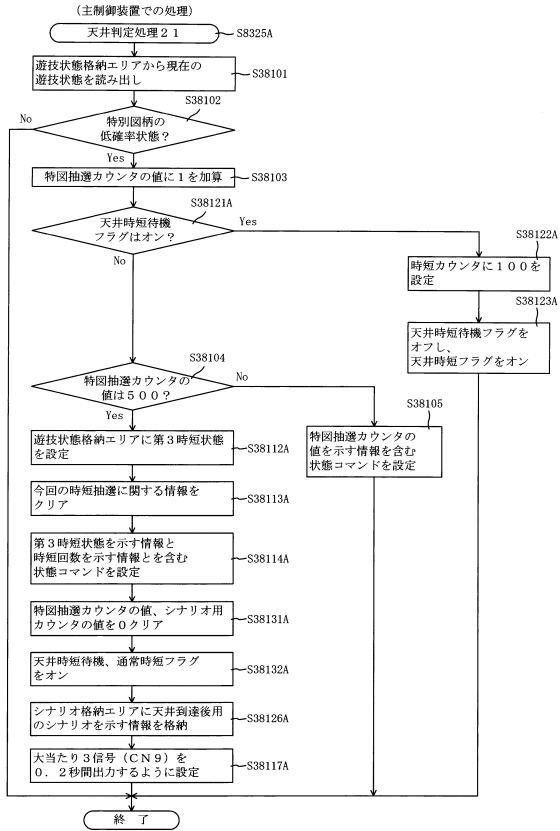 （主制御装置での処理）
天井判定処理２１
S8325A
遊技状態格納エリアから現在の
遊技状態を読み出し
S38101
S38102
No
特別図柄の
低確率状態？
Yes
特図抽選カウンタの値に１を加算
S38103
S38121A
天井時短待機
フラグはオン？
Yes
No
S38122A
時短カウンタに１００を
設定
S38123A
天井時短待機フラグを
オフし、
天井時短フラグをオン
S38104
特図抽選カウンタの
値は５００？
No
Yes
S38105
特図抽選カウンタの
値を示す情報を含む
状態コマンドを設定
遊技状態格納エリアに第３時短状態
を設定
S38112A
今回の時短抽選に関する情報を
クリア
S38113A
第３時短状態を示す情報と
時短回数を示す情報とを含む
状態コマンドを設定
S38114A
特図抽選カウンタの値、シナリオ用
カウンタの値を０クリア
S38131A
天井時短待機、通常時短フラグ
をオン
S38132A
シナリオ格納エリアに天井到達後用
のシナリオを示す情報を格納
S38126A
大当たり３信号（ＣＮ９）を
０．２秒間出力するように設定
S38117A
終 了